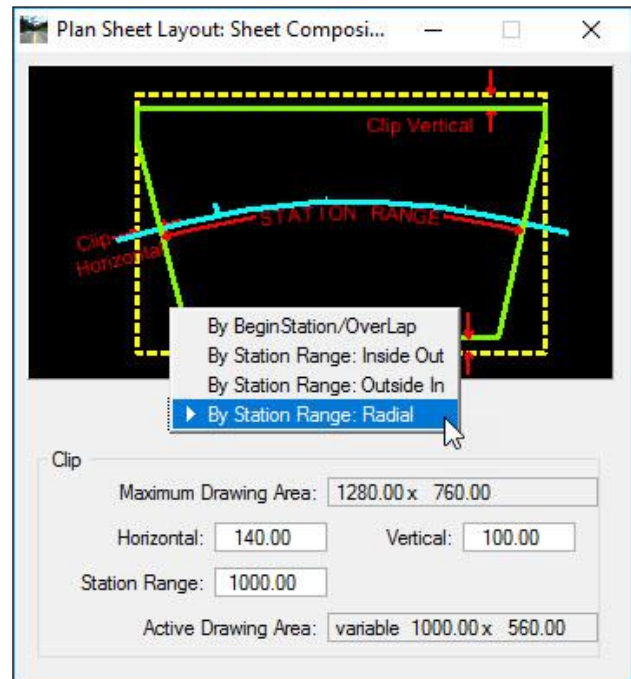 Plan Sheet Layout: Sheet Composi...
Clip Vertical
STATION RANGE
Clip
Horizontal
By BeginStation/OverLap
By Station Range: Inside Out
By Station Range: Outside In
By Station Range: Radial
Clip
Maximum Drawing Area: 1280.00 x 760.00
Horizontal: 140.00 Vertical: 100.00
Station Range: 1000.00
Active Drawing Area: variable 1000.00 x 560.00